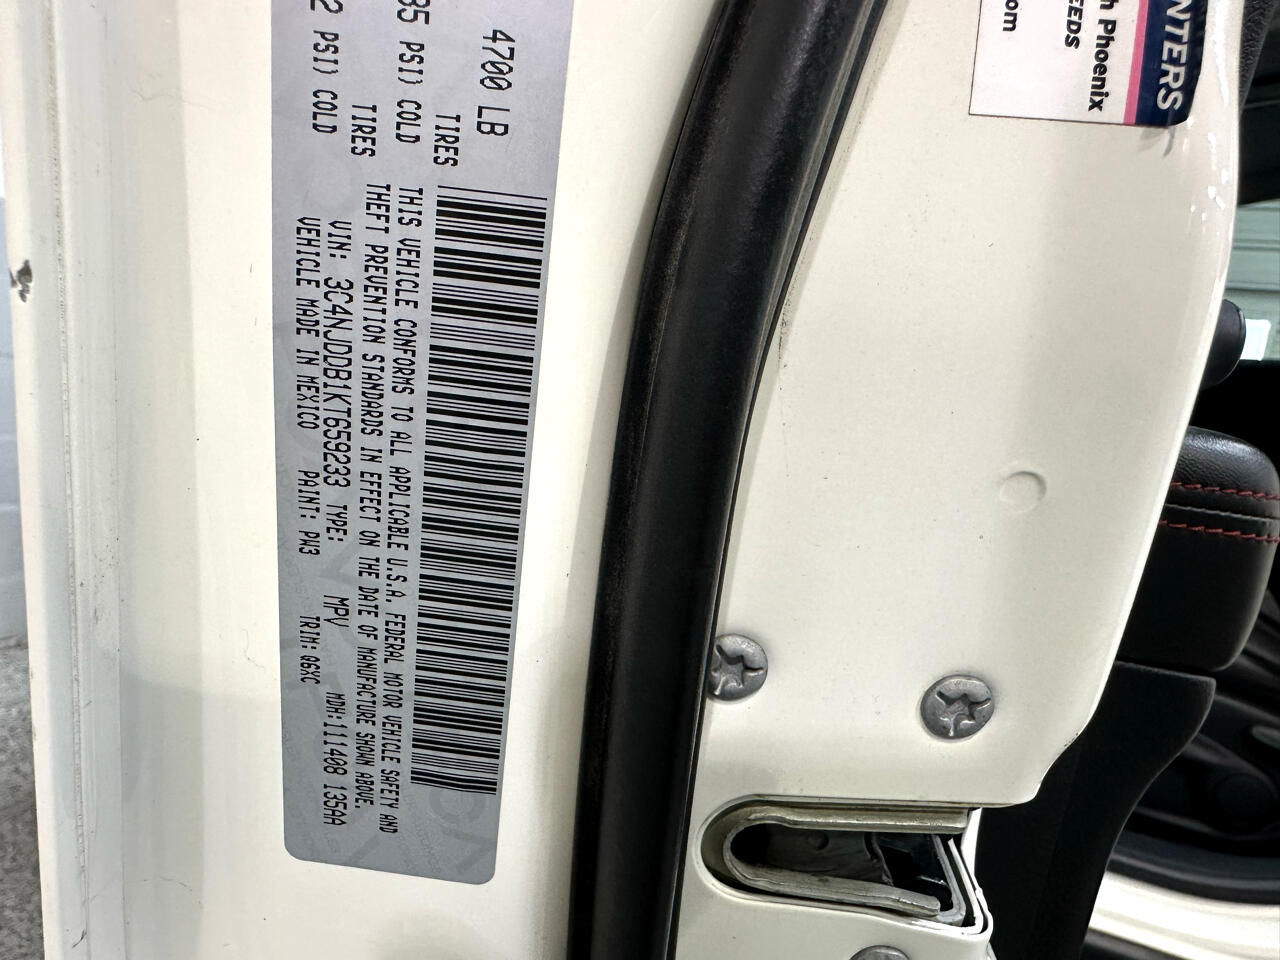 4700 LB
TIRES
85 PSI) COLD
TIRES
2 PSI) COLD
THIS VEHICLE CONFORMS TO ALL APPLICABLE U.S.A. FEDERAL MOTOR VEHICLE SAFETY AND
THEFT PREVENTION STANDARDS IN EFFECT ON THE DATE OF MANUFACTURE SHOWN ABOVE.
VIN: 3C4NJDDB1KT659233 TYPE: MPV MDH:111408 135AA
VEHICLE MADE IN MEXICO PAINT: PW3 TRIM: Q6XC
NTERS
h Phoenix
EEDS
om